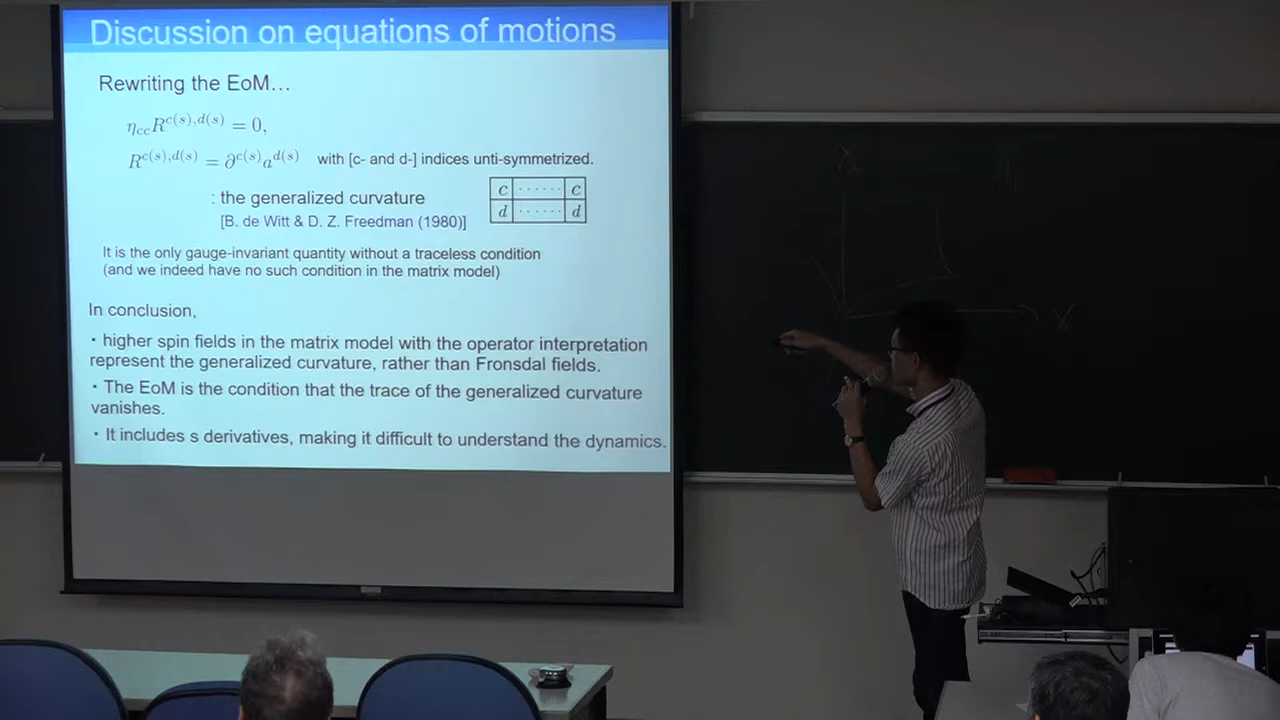 Discussion on equations of motions
Rewriting the EoM…
η_{cc}R^{c(s),d(s)} = 0,
R^{c(s),d(s)} = ∂^{c(s)}a^{d(s)} with [c- and d-] indices unti-symmetrized.
: the generalized curvature
c ······ c
d ······ d
[B. de Witt & D. Z. Freedman (1980)]
It is the only gauge-invariant quantity without a traceless condition
(and we indeed have no such condition in the matrix model)
In conclusion,
・higher spin fields in the matrix model with the operator interpretation
represent the generalized curvature, rather than Fronsdal fields.
・The EoM is the condition that the trace of the generalized curvature
vanishes.
・It includes s derivatives, making it difficult to understand the dynamics.